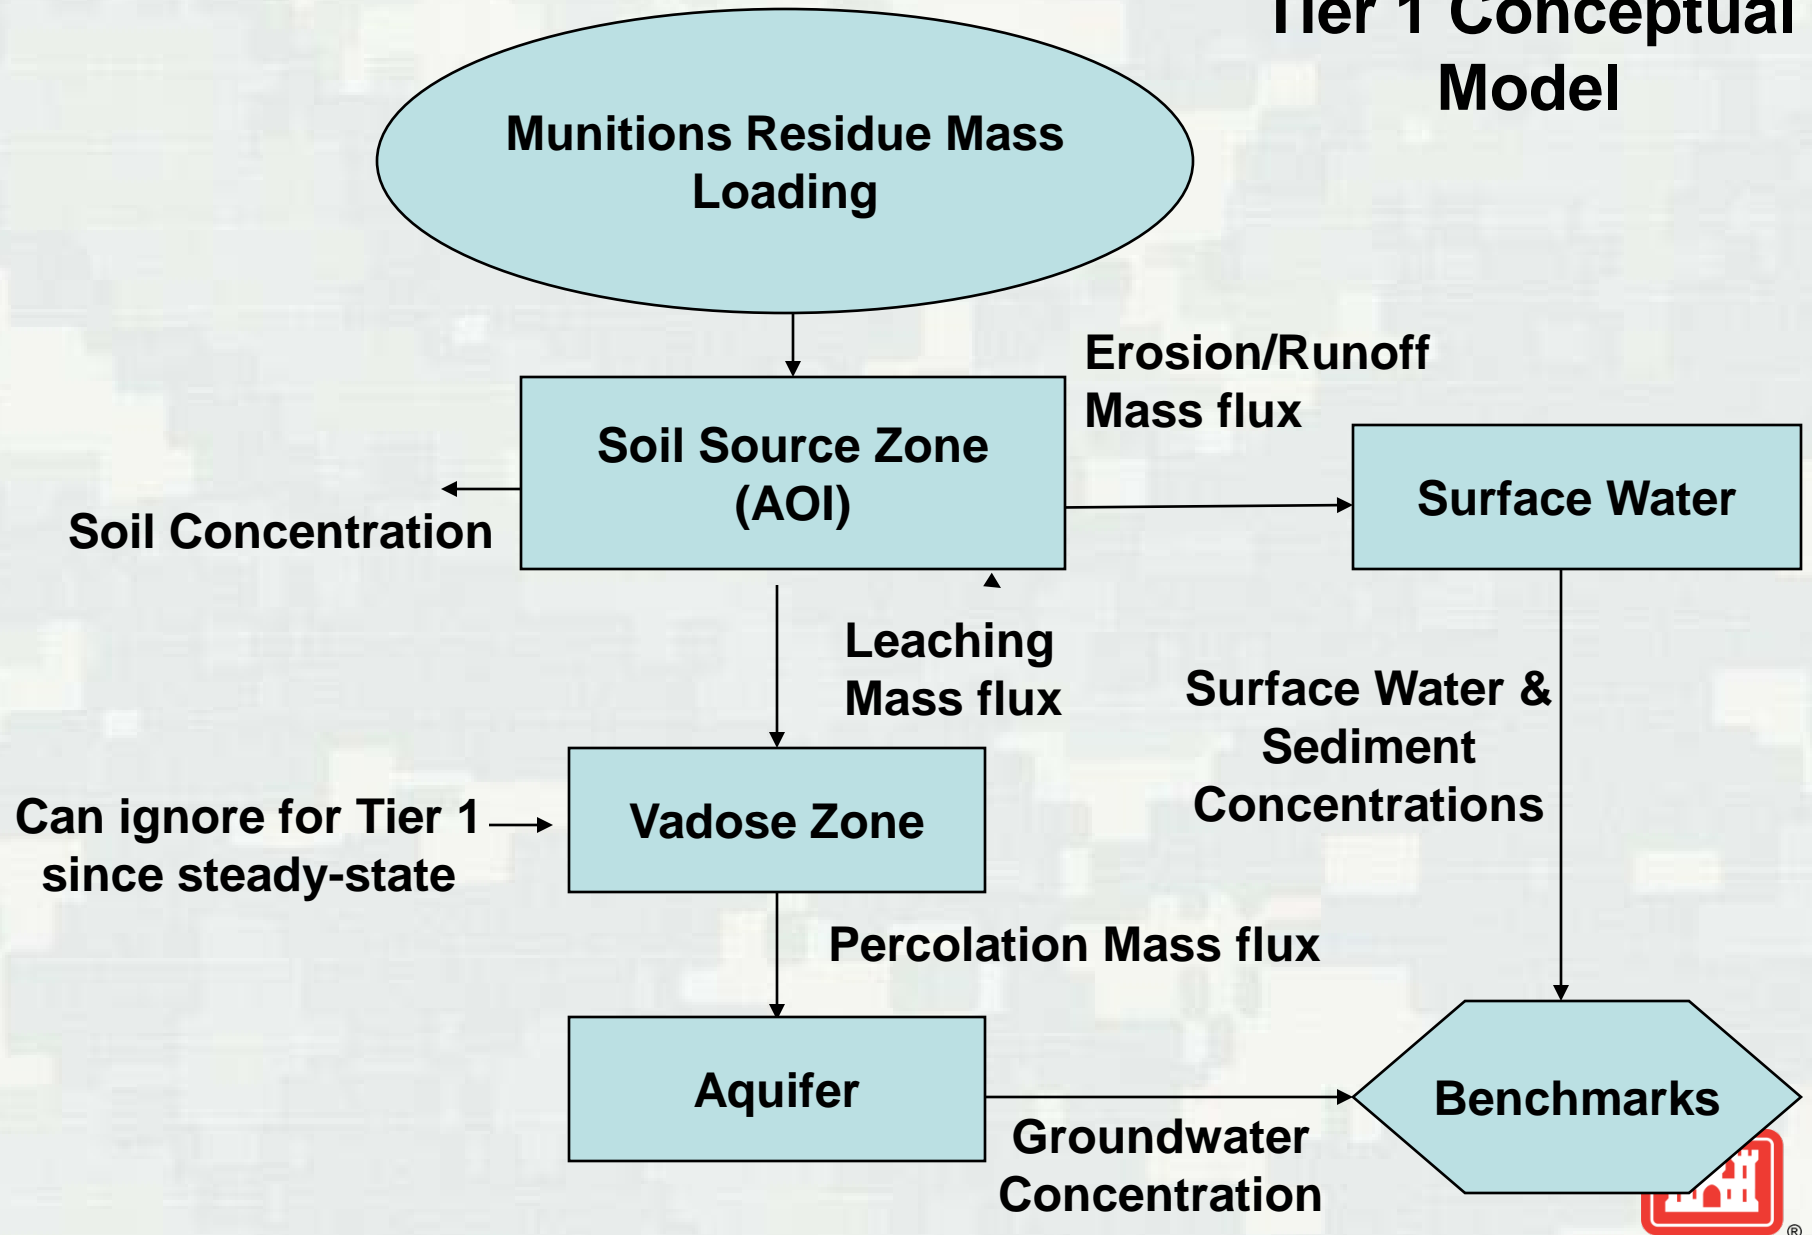 Tier 1 Conceptual
Model
Munitions Residue Mass
Loading
Erosion/Runoff
Mass flux
Soil Source Zone
(AOI)
Surface Water
Soil Concentration
Leaching
Mass flux
Surface Water &
Sediment
Concentrations
Can ignore for Tier 1
since steady-state
Vadose Zone
Percolation Mass flux
Aquifer
Benchmarks
Groundwater
Concentration
®